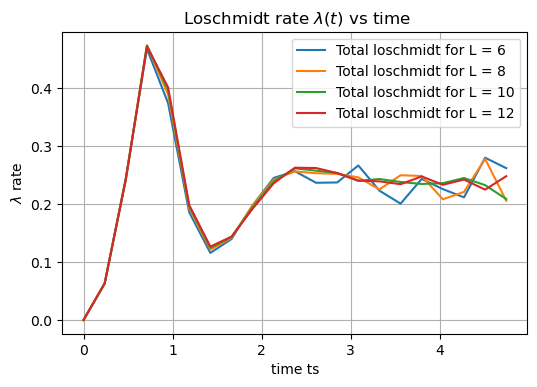 Loschmidt rate λ(t) vs time
Total loschmidt for L = 6
Total loschmidt for L = 8
Total loschmidt for L = 10
Total loschmidt for L = 12
λ rate
0.4
0.3
0.2
0.1
0.0
0 1 2 3 4
time ts